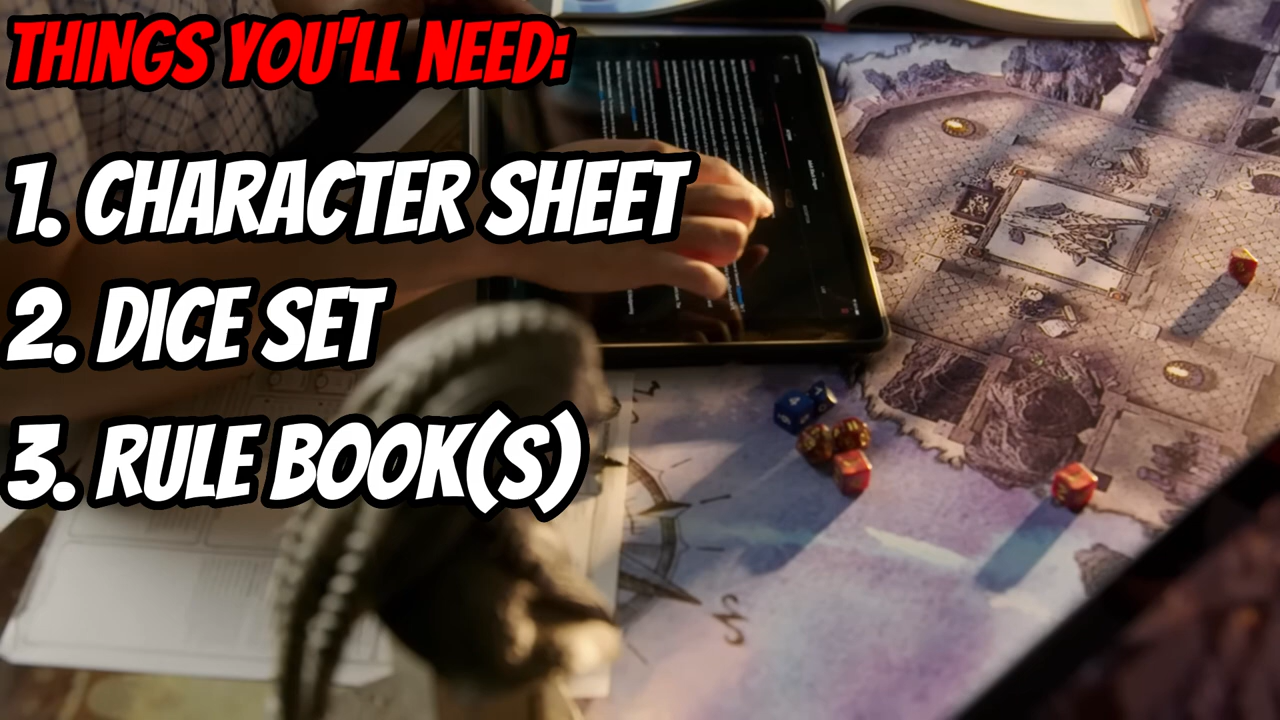 THINGS YOU'LL NEED:
1. CHARACTER SHEET
2. DICE SET
3. RULE BOOK(S)
S